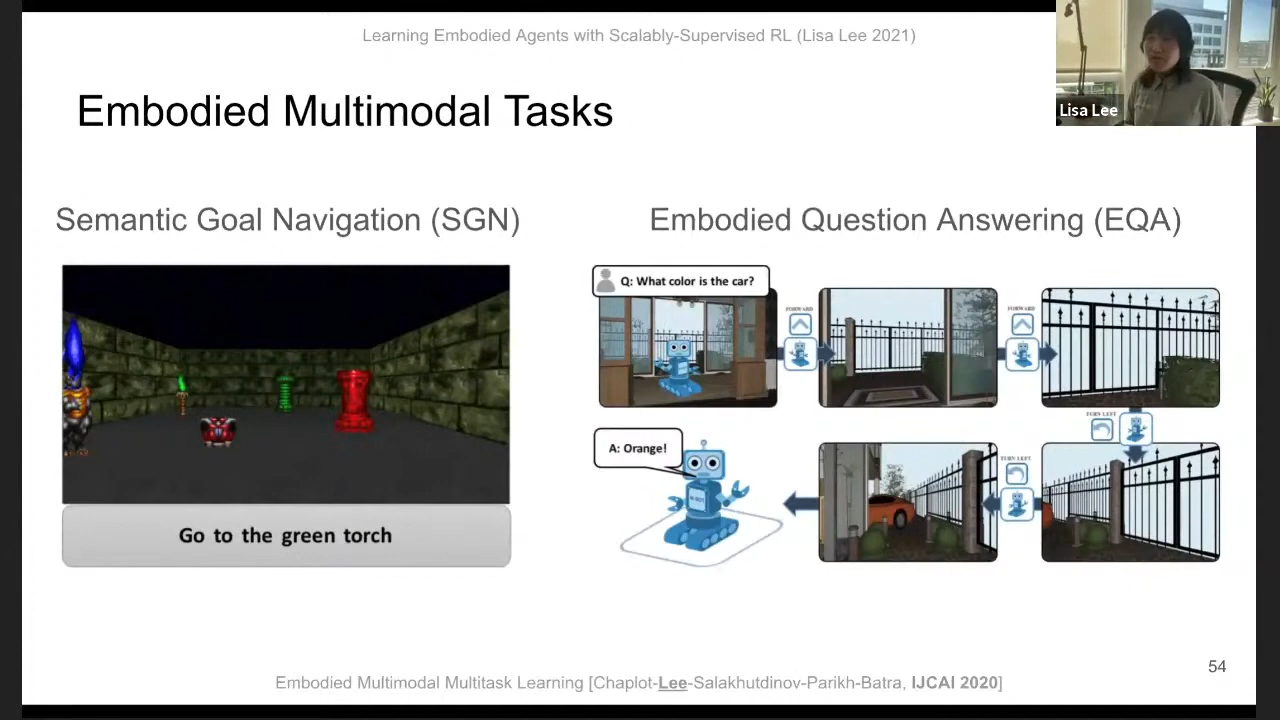 Learning Embodied Agents with Scalably-Supervised RL (Lisa Lee 2021)
Lisa Lee
Embodied Multimodal Tasks
Semantic Goal Navigation (SGN)
Go to the green torch
Embodied Question Answering (EQA)
Q: What color is the car?
FORWARD
FORWARD
TURN LEFT
TURN LEFT
A: Orange!
54
Embodied Multimodal Multitask Learning [Chaplot-Lee-Salakhutdinov-Parikh-Batra, IJCAI 2020]